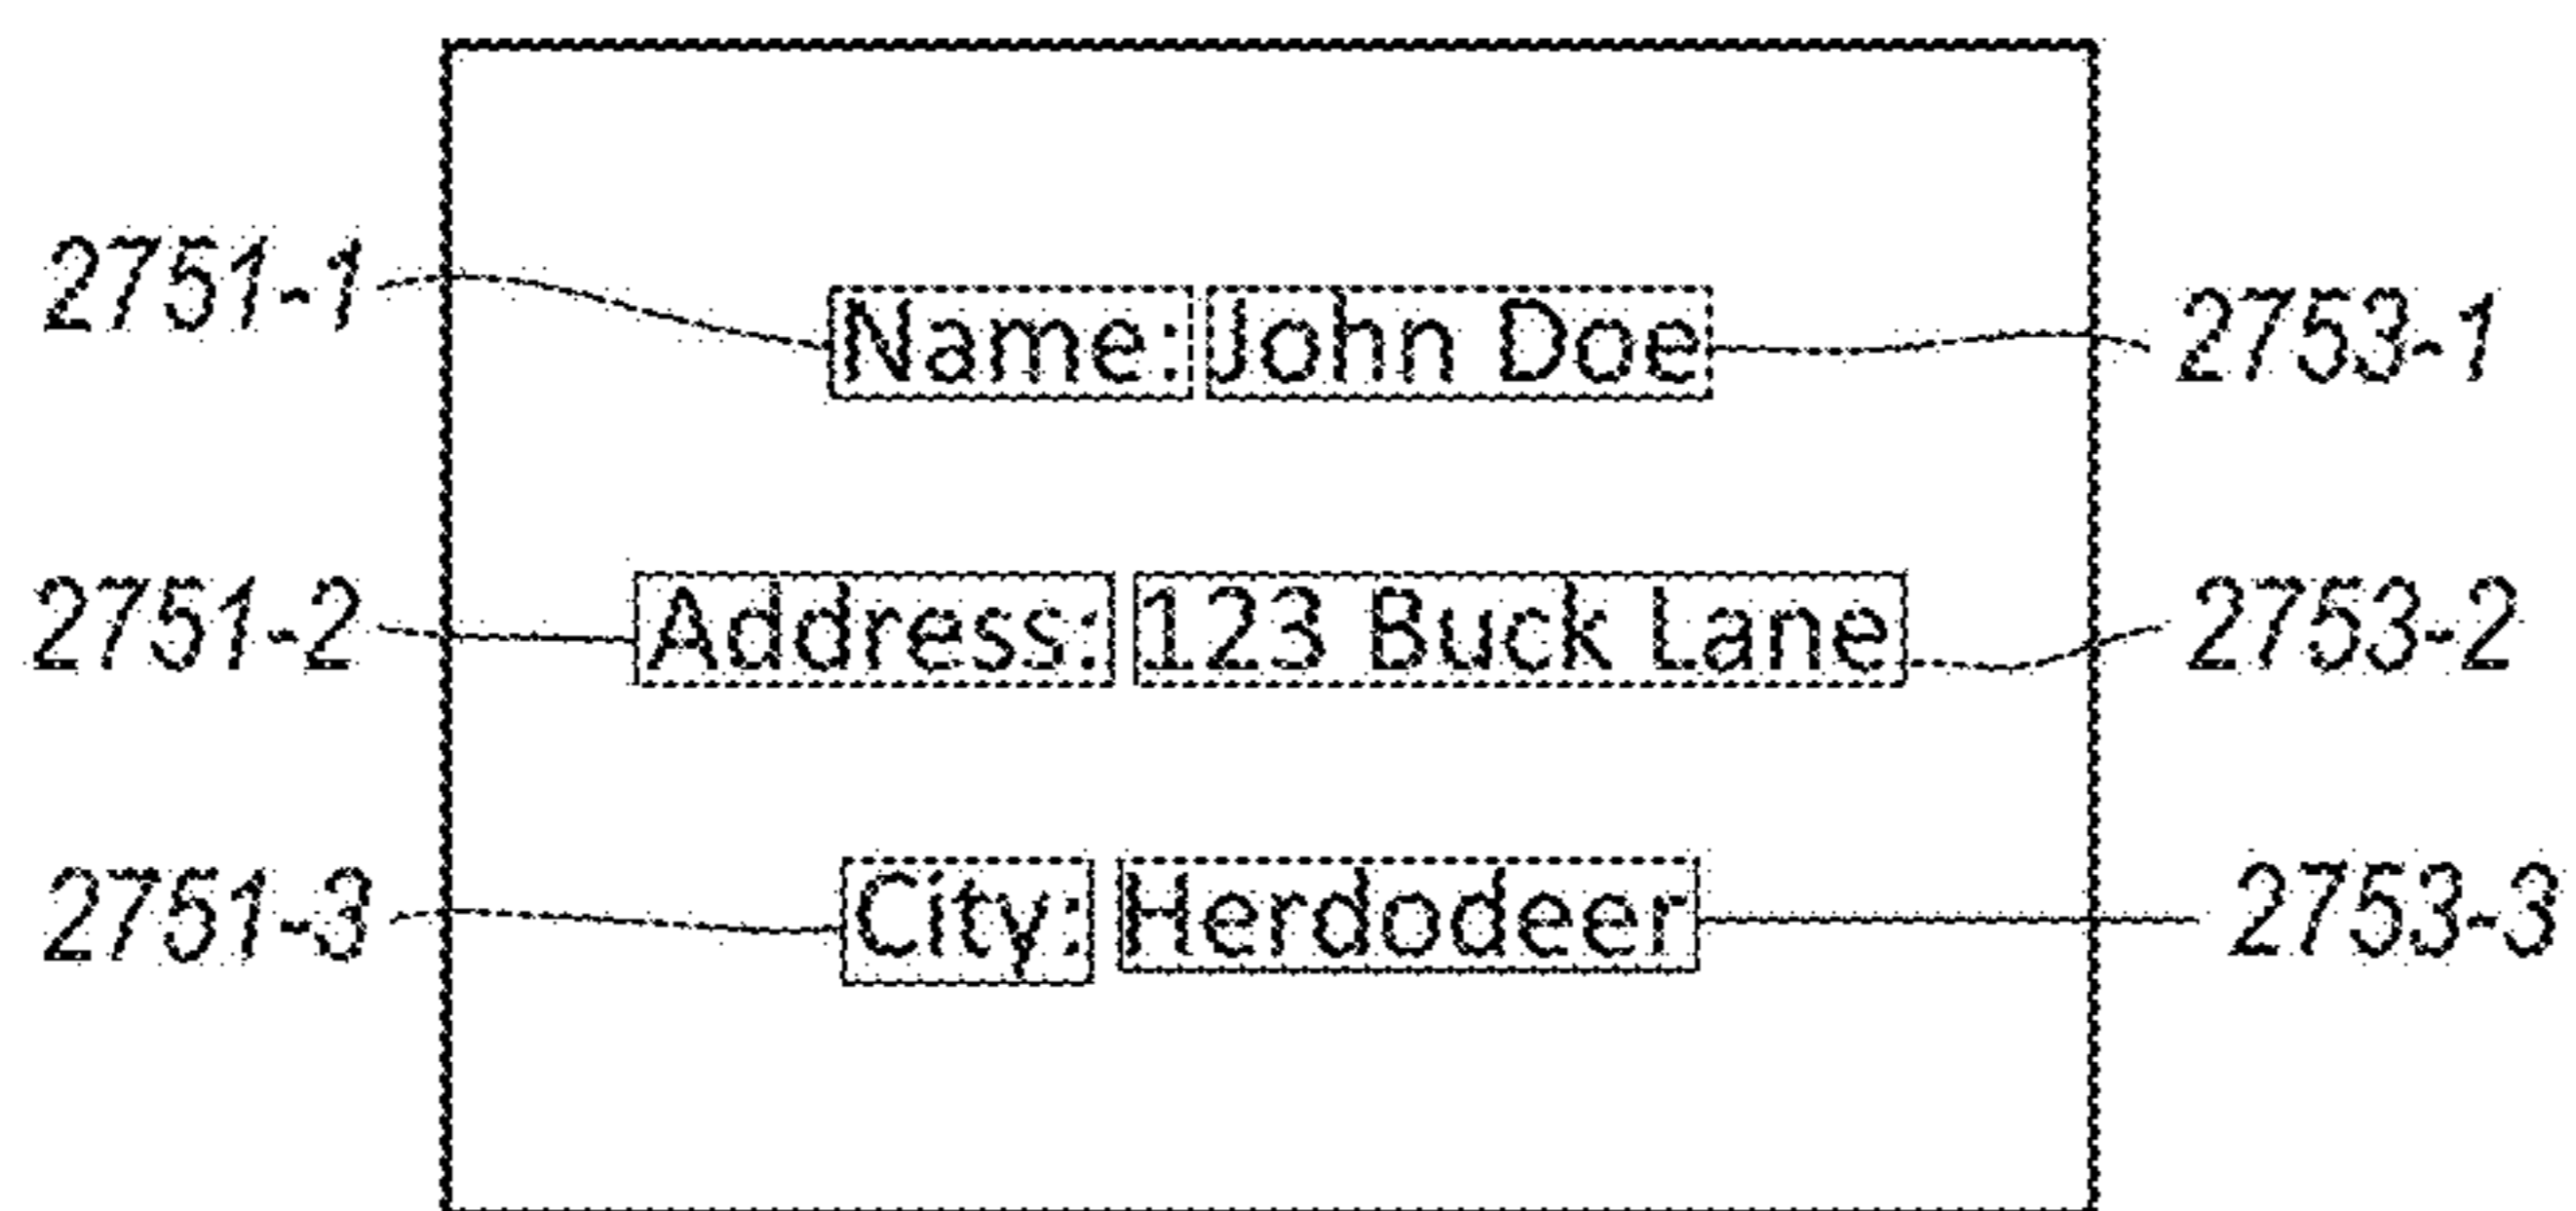 2751-1 Name: John Doe 2753-1
2751-2 Address: 123 Buck Lane 2753-2
2751-3 City: Herdodeer 2753-3